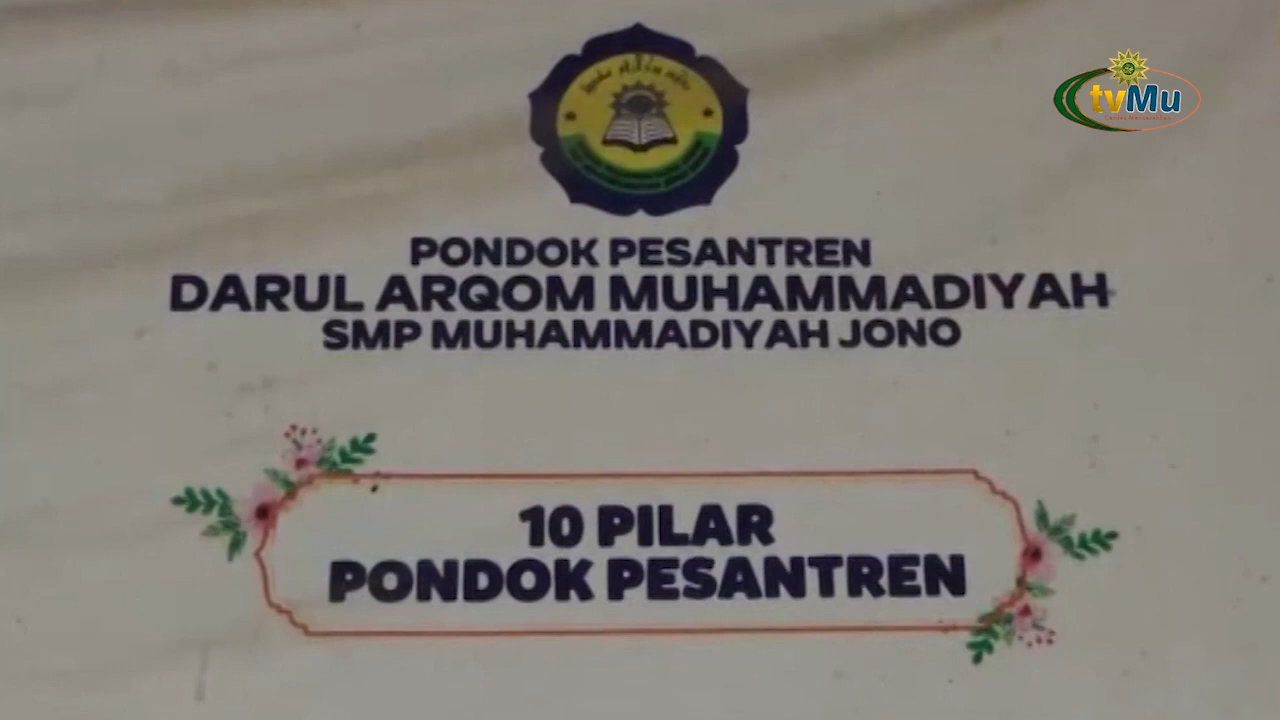 tvMu
PONDOK PESANTREN
DARUL ARQOM MUHAMMADIYAH
SMP MUHAMMADIYAH JONO
10 PILAR
PONDOK PESANTREN